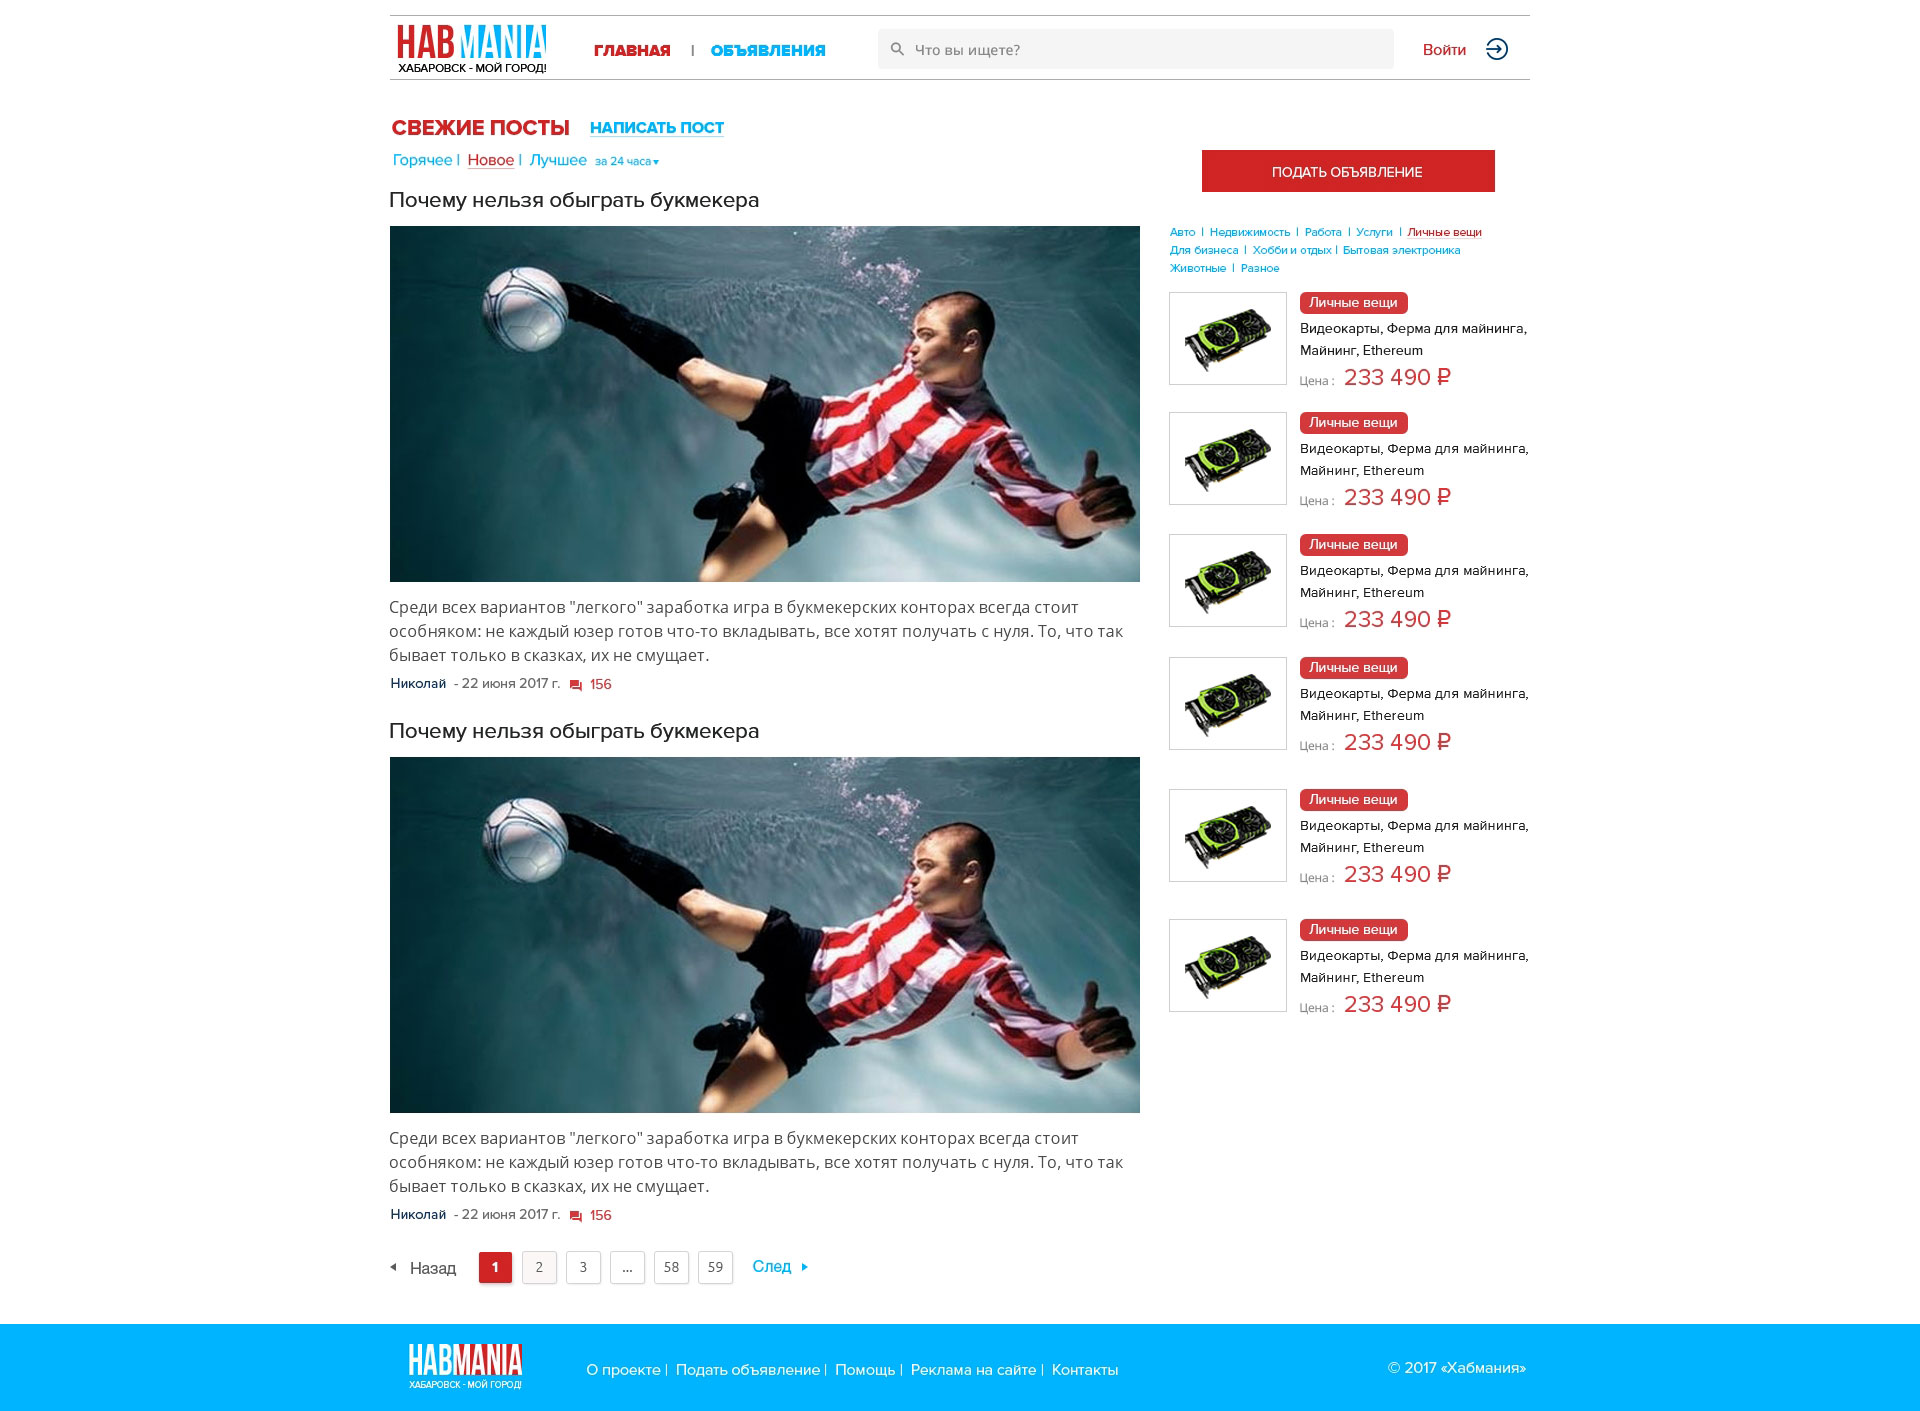 HABMANIA
ХАБАРОВСК - МОЙ ГОРОД!
ГЛАВНАЯ | ОБЪЯВЛЕНИЯ
Что вы ищете?
Войти
СВЕЖИЕ ПОСТЫ НАПИСАТЬ ПОСТ
Горячее | Новое | Лучшее за 24 часа
Почему нельзя обыграть букмекера
Среди всех вариантов "легкого" заработка игра в букмекерских конторах всегда стоит
особняком: не каждый юзер готов что-то вкладывать, все хотят получать с нуля. То, что так
бывает только в сказках, их не смущает.
Николай - 22 июня 2017 г. 156
Почему нельзя обыграть букмекера
Среди всех вариантов "легкого" заработка игра в букмекерских конторах всегда стоит
особняком: не каждый юзер готов что-то вкладывать, все хотят получать с нуля. То, что так
бывает только в сказках, их не смущает.
Николай - 22 июня 2017 г. 156
Назад 1 2 3 ... 58 59 След
ПОДАТЬ ОБЪЯВЛЕНИЕ
Авто | Недвижимость | Работа | Услуги | Личные вещи
Для бизнеса | Хобби и отдых | Бытовая электроника
Животные | Разное
Личные вещи
Видеокарты, Ферма для майнинга,
Майнинг, Ethereum
Цена : 233 490 ₽
Личные вещи
Видеокарты, Ферма для майнинга,
Майнинг, Ethereum
Цена : 233 490 ₽
Личные вещи
Видеокарты, Ферма для майнинга,
Майнинг, Ethereum
Цена : 233 490 ₽
Личные вещи
Видеокарты, Ферма для майнинга,
Майнинг, Ethereum
Цена : 233 490 ₽
Личные вещи
Видеокарты, Ферма для майнинга,
Майнинг, Ethereum
Цена : 233 490 ₽
Личные вещи
Видеокарты, Ферма для майнинга,
Майнинг, Ethereum
Цена : 233 490 ₽
HABMANIA
ХАБАРОВСК - МОЙ ГОРОД!
О проекте | Подать объявление | Помощь | Реклама на сайте | Контакты
© 2017 «Хабмания»